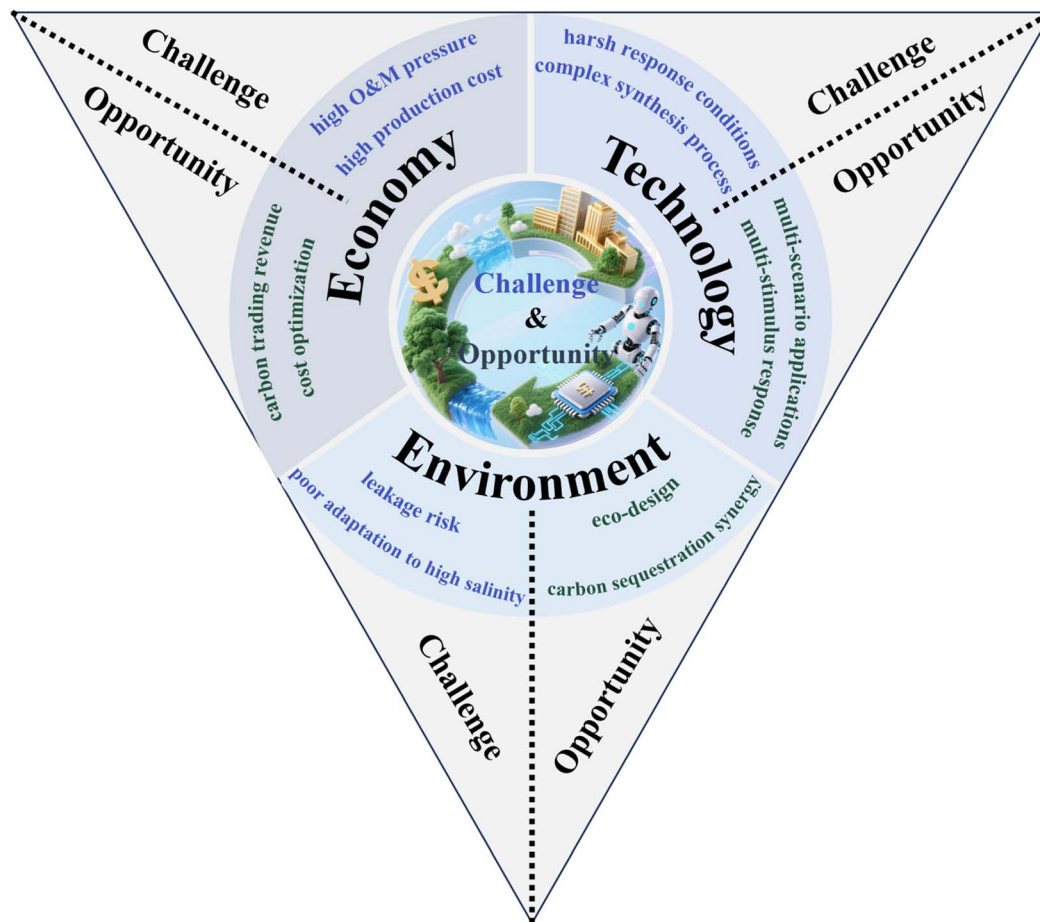 Challenge
Opportunity
high O&M pressure
high production cost
carbon trading revenue
cost optimization
Economy
harsh response conditions
complex synthesis process
Challenge
Opportunity
Technology
multi-scenario applications
multi-stimulus response
Challenge
&
Opportunity
Environment
leakage risk
poor adaptation to high salinity
eco-design
carbon sequestration synergy
Challenge
Opportunity